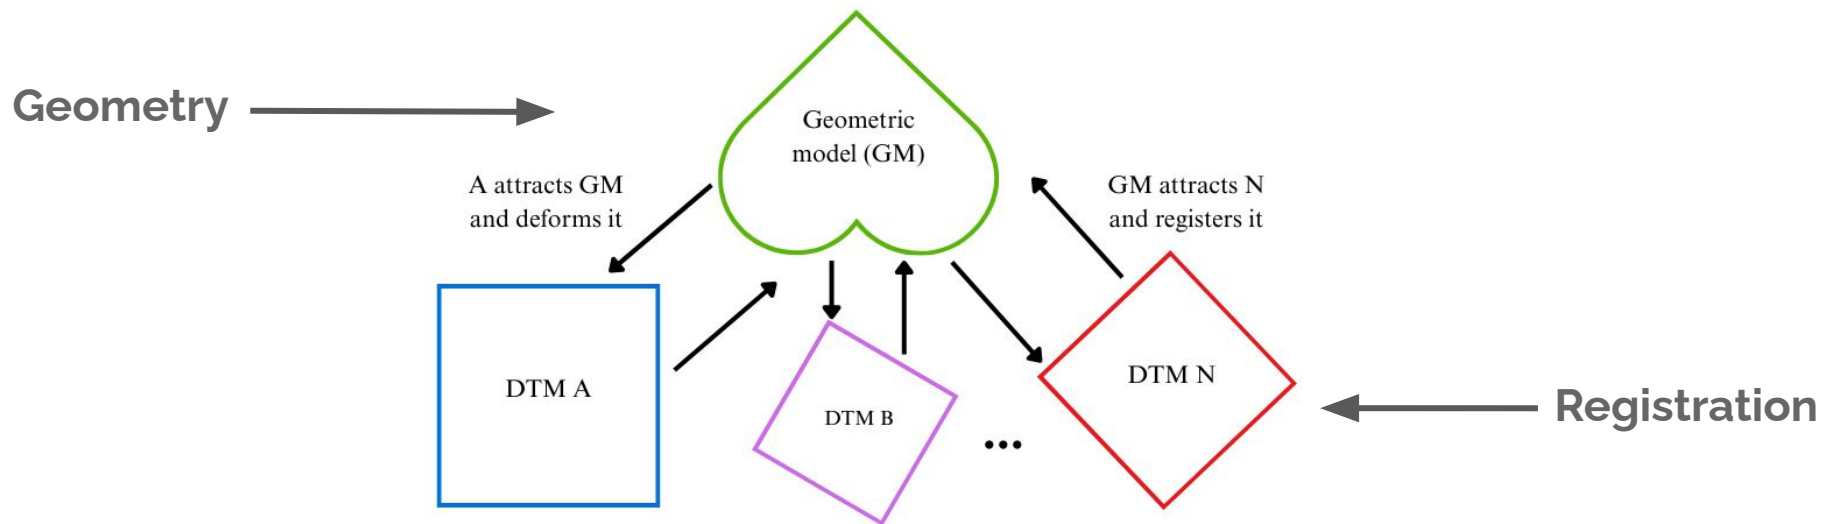 Geometry
Geometric
model (GM)
A attracts GM
and deforms it
GM attracts N
and registers it
DTM A
DTM B
...
DTM N
Registration